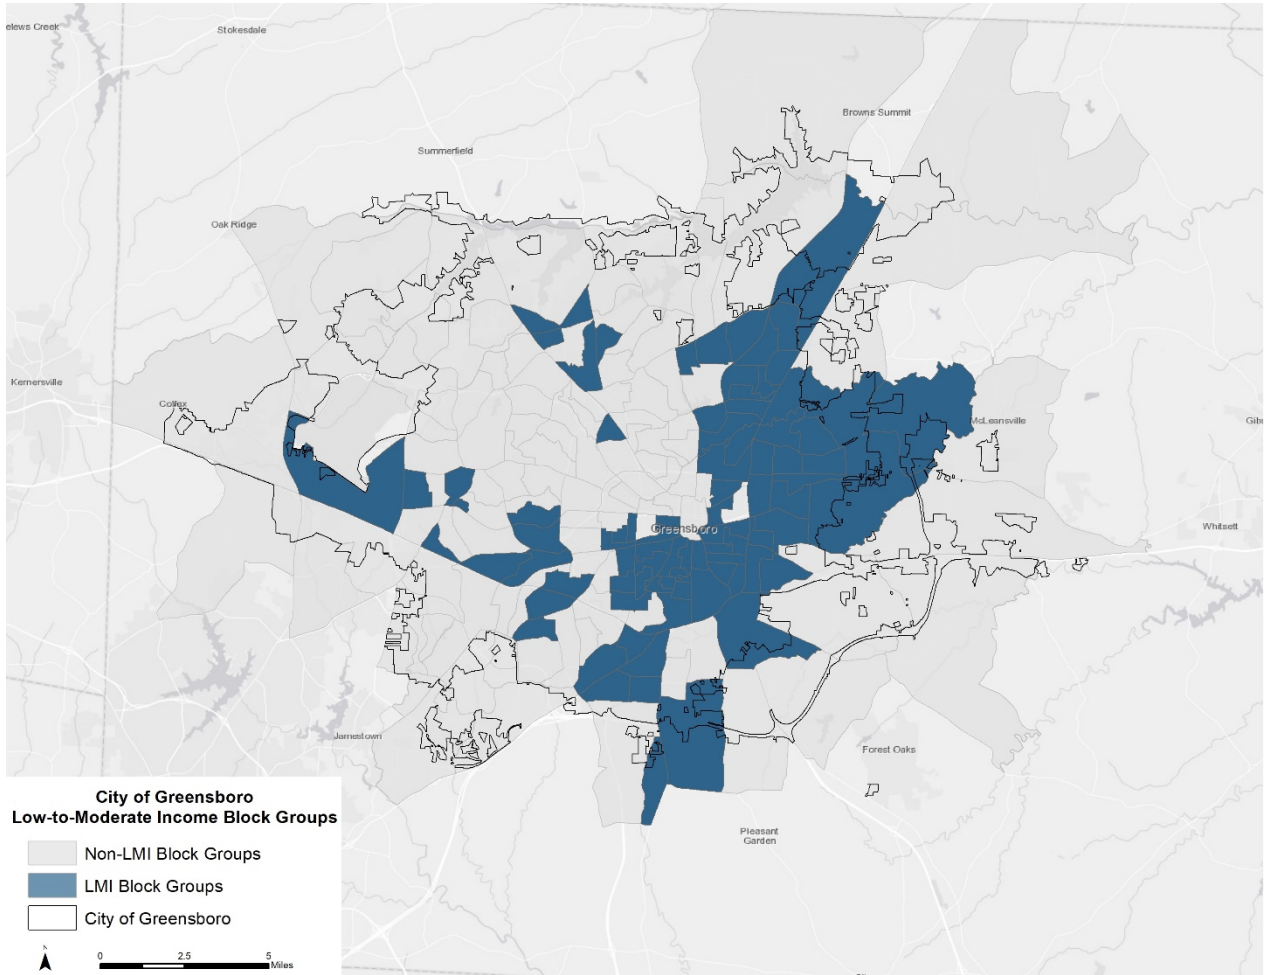 elews Creek
Stokesdale
Browns Summit
Summerfield
Oak Ridge
Kernersville
Colfax
McLeansville
Whitsett
Greensboro
Jamestown
Forest Oaks
Pleasant
Garden
City of Greensboro
Low-to-Moderate Income Block Groups
Non-LMI Block Groups
LMI Block Groups
City of Greensboro
N
0 2.5 5
Miles